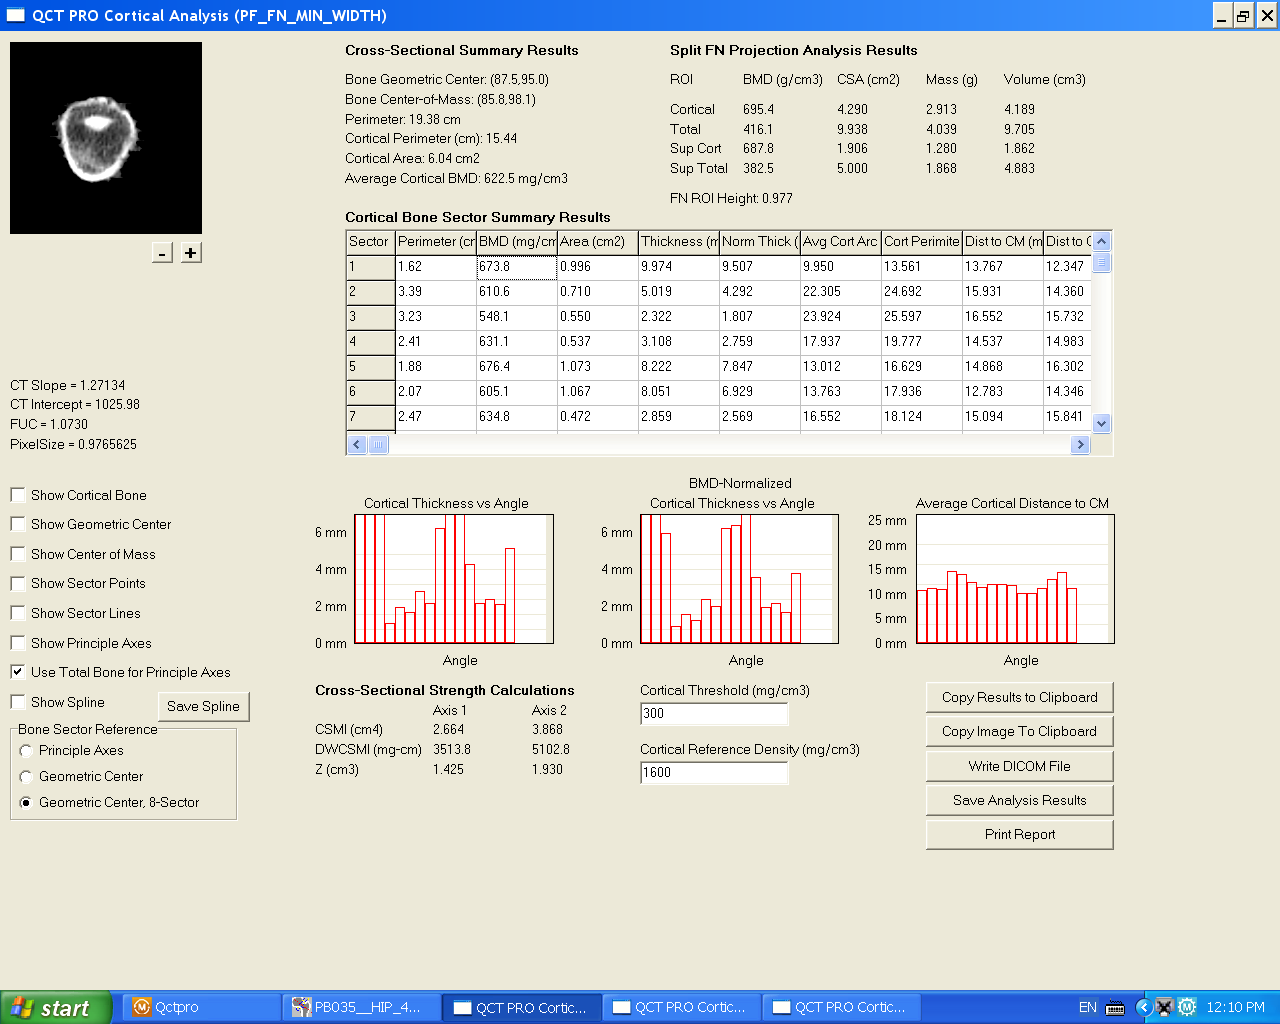 QCT PRO Cortical Analysis (PF_FN_MIN_WIDTH)
Cross-Sectional Summary Results
Bone Geometric Center: (87.5,95.0)
Bone Center-of-Mass: (85.8,98.1)
Perimeter: 19.38 cm
Cortical Perimeter (cm): 15.44
Cortical Area: 6.04 cm2
Average Cortical BMD: 622.5 mg/cm3
Split FN Projection Analysis Results
ROI BMD (g/cm3) CSA (cm2) Mass (g) Volume (cm3)
Cortical 695.4 4.290 2.913 4.189
Total 416.1 9.938 4.039 9.705
Sup Cort 687.8 1.906 1.280 1.862
Sup Total 382.5 5.000 1.868 4.883
FN ROI Height: 0.977
- +
Cortical Bone Sector Summary Results
Sector Perimeter (cr BMD (mg/cm Area (cm2) Thickness (m Norm Thick ( Avg Cort Arc Cort Perimite Dist to CM (m Dist to C
1 1.62 673.8 0.996 9.974 9.507 9.950 13.561 13.767 12.347
2 3.39 610.6 0.710 5.019 4.292 22.305 24.692 15.931 14.360
3 3.23 548.1 0.550 2.322 1.807 23.924 25.597 16.552 15.732
4 2.41 631.1 0.537 3.108 2.759 17.937 19.777 14.537 14.983
5 1.88 676.4 1.073 8.222 7.847 13.012 16.629 14.868 16.302
6 2.07 605.1 1.067 8.051 6.929 13.763 17.936 12.783 14.346
7 2.47 634.8 0.472 2.859 2.569 16.552 18.124 15.094 15.841
CT Slope = 1.27134
CT Intercept = 1025.98
FUC = 1.0730
PixelSize = 0.9765625
Show Cortical Bone
Show Geometric Center
Show Center of Mass
Show Sector Points
Show Sector Lines
Show Principle Axes
Use Total Bone for Principle Axes
Show Spline
Save Spline
Bone Sector Reference
Principle Axes
Geometric Center
Geometric Center, 8-Sector
Cortical Thickness vs Angle
6 mm
4 mm
2 mm
0 mm
Angle
BMD-Normalized
Cortical Thickness vs Angle
6 mm
4 mm
2 mm
0 mm
Angle
Average Cortical Distance to CM
25 mm
20 mm
15 mm
10 mm
5 mm
0 mm
Angle
Cross-Sectional Strength Calculations
Axis 1 Axis 2
CSMI (cm4) 2.664 3.868
DWCSMI (mg-cm) 3513.8 5102.8
Z (cm3) 1.425 1.930
Cortical Threshold (mg/cm3)
300
Cortical Reference Density (mg/cm3)
1600
Copy Results to Clipboard
Copy Image To Clipboard
Write DICOM File
Save Analysis Results
Print Report
start Qctpro PB035__HIP_4... QCT PRO Cortic... QCT PRO Cortic... QCT PRO Cortic... EN 12:10 PM